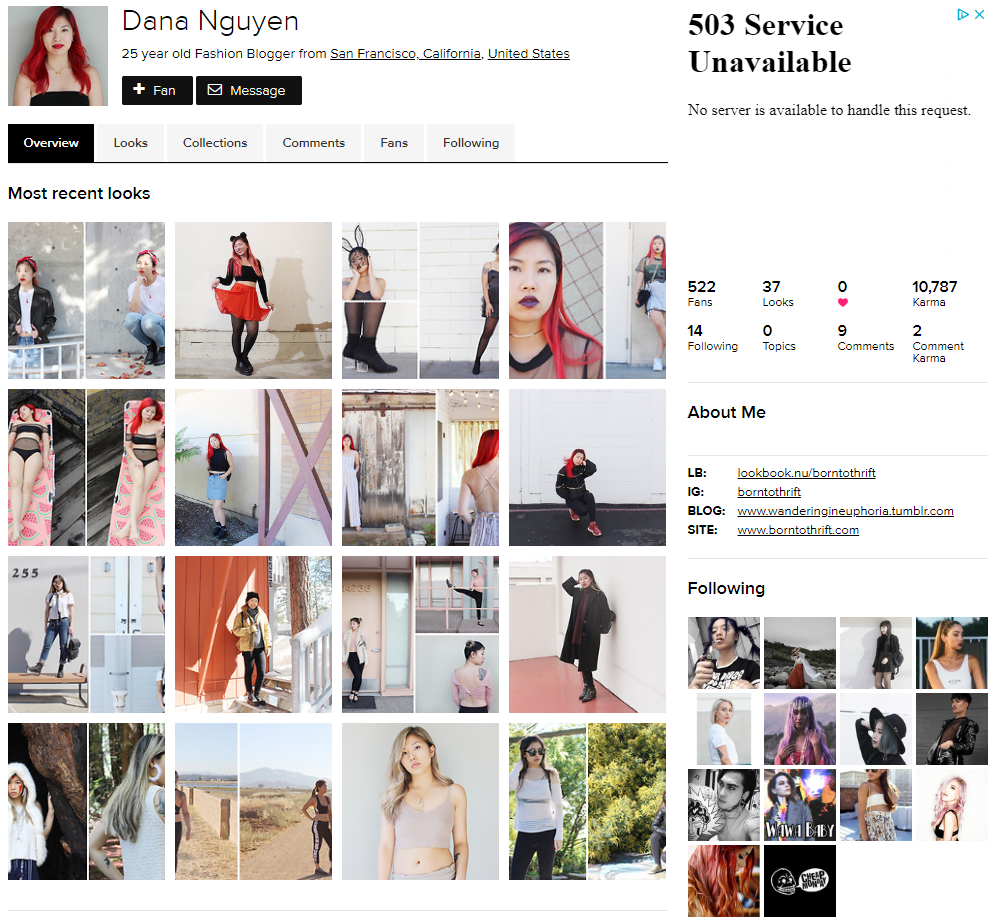 Dana Nguyen
25 year old Fashion Blogger from San Francisco, California, United States
Fan
Message
Overview
Looks
Collections
Comments
Fans
Following
Most recent looks
255
503 Service
Unavailable
No server is available to handle this request.
522
Fans
37
Looks
0
10,787
Karma
14
Following
0
Topics
9
Comments
2
Comment
Karma
About Me
LB: lookbook.nu/borntothrift
IG: borntothrift
BLOG: www.wanderingineuphoria.tumblr.com
SITE: www.borntothrift.com
Following
WAWA BABY
CHEAP
MONDAY